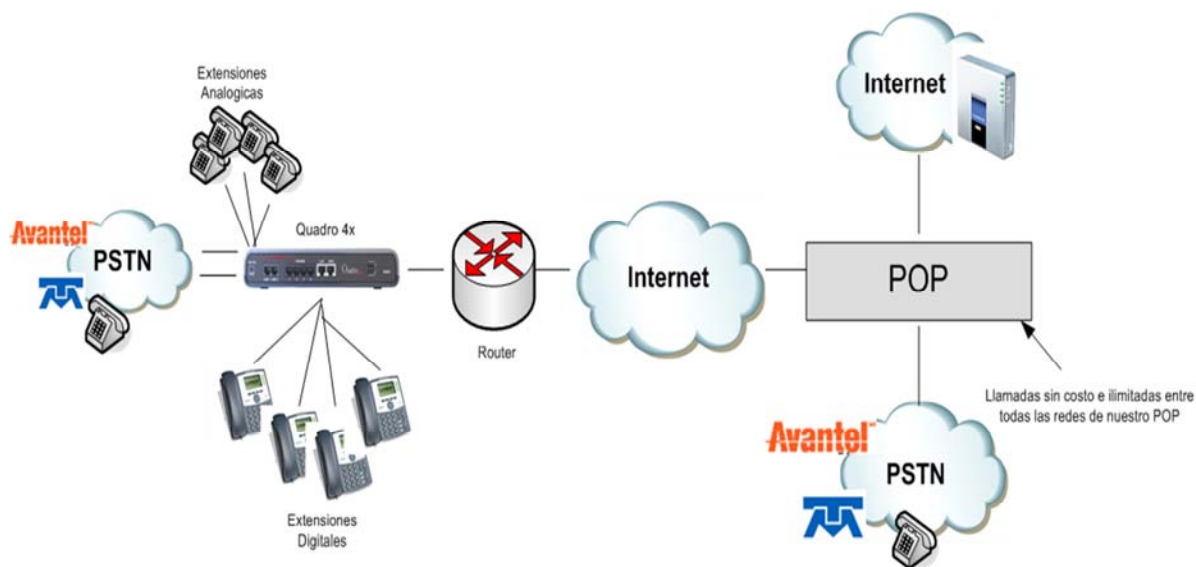 Extensiones
Analogicas
Internet
Avantel
PSTN
Quadro 4x
Internet
POP
Router
Llamadas sin costo e ilimitadas entre
todas las redes de nuestro POP
Avantel
PSTN
Extensiones
Digitales